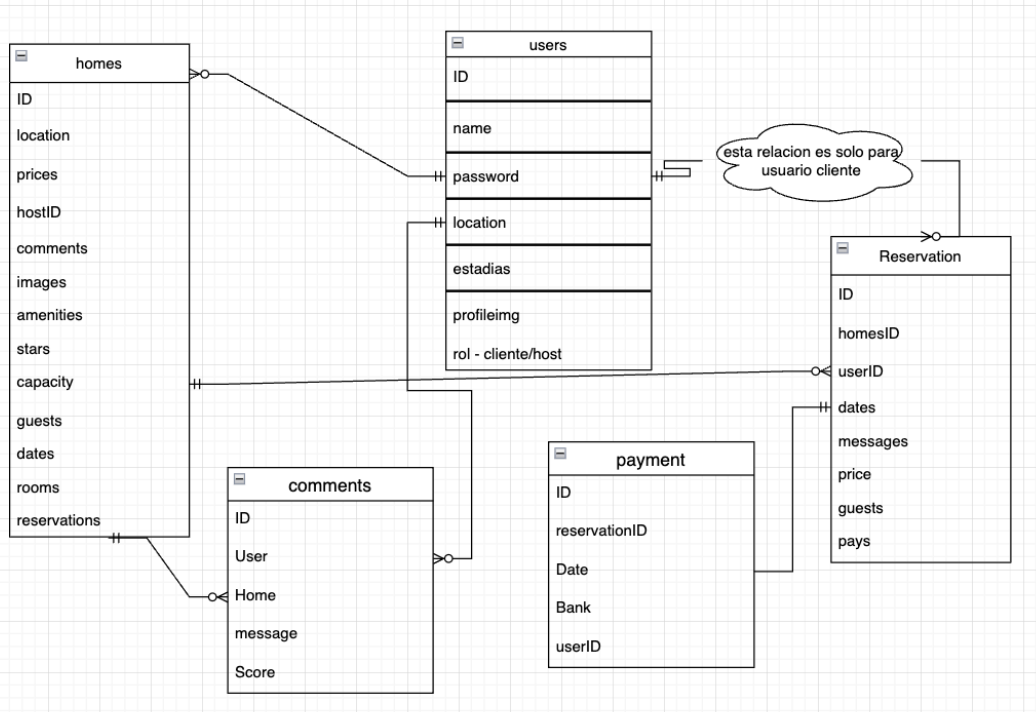 homes
ID
location
prices
hostID
comments
images
amenities
stars
capacity
guests
dates
rooms
reservations
users
ID
name
password
location
estadias
profileimg
rol - cliente/host
esta relacion es solo para
usuario cliente
Reservation
ID
homesID
userID
dates
messages
price
guests
pays
comments
ID
User
Home
message
Score
payment
ID
reservationID
Date
Bank
userID